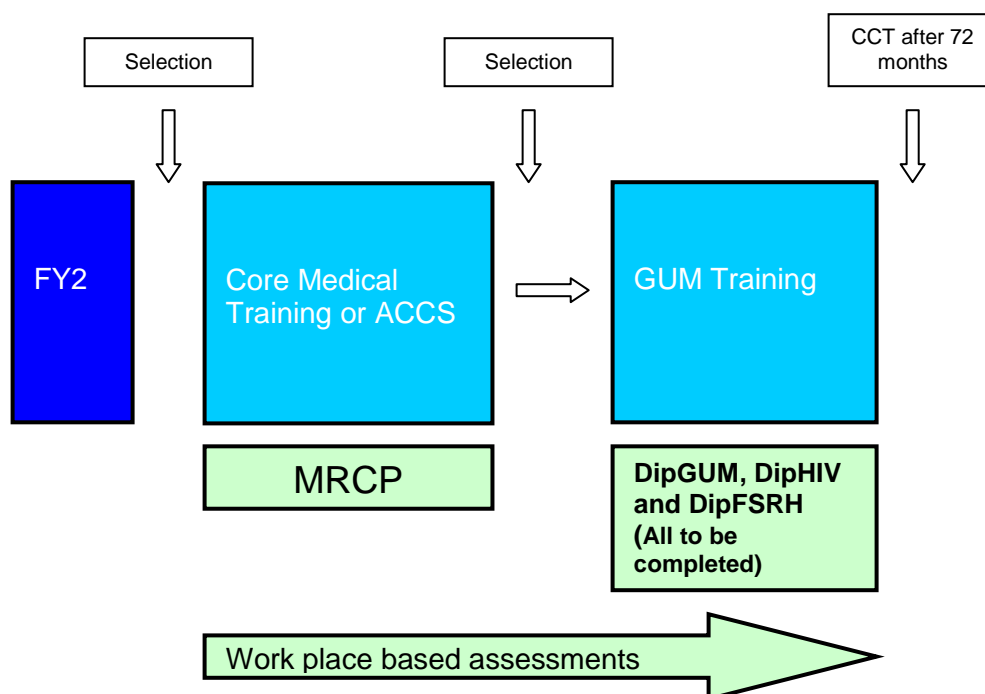 Selection
Selection
CCT after 72
months
FY2
Core Medical
Training or ACCS
GUM Training
MRCP
DipGUM, DipHIV
and DipFSRH
(All to be
completed)
Work place based assessments